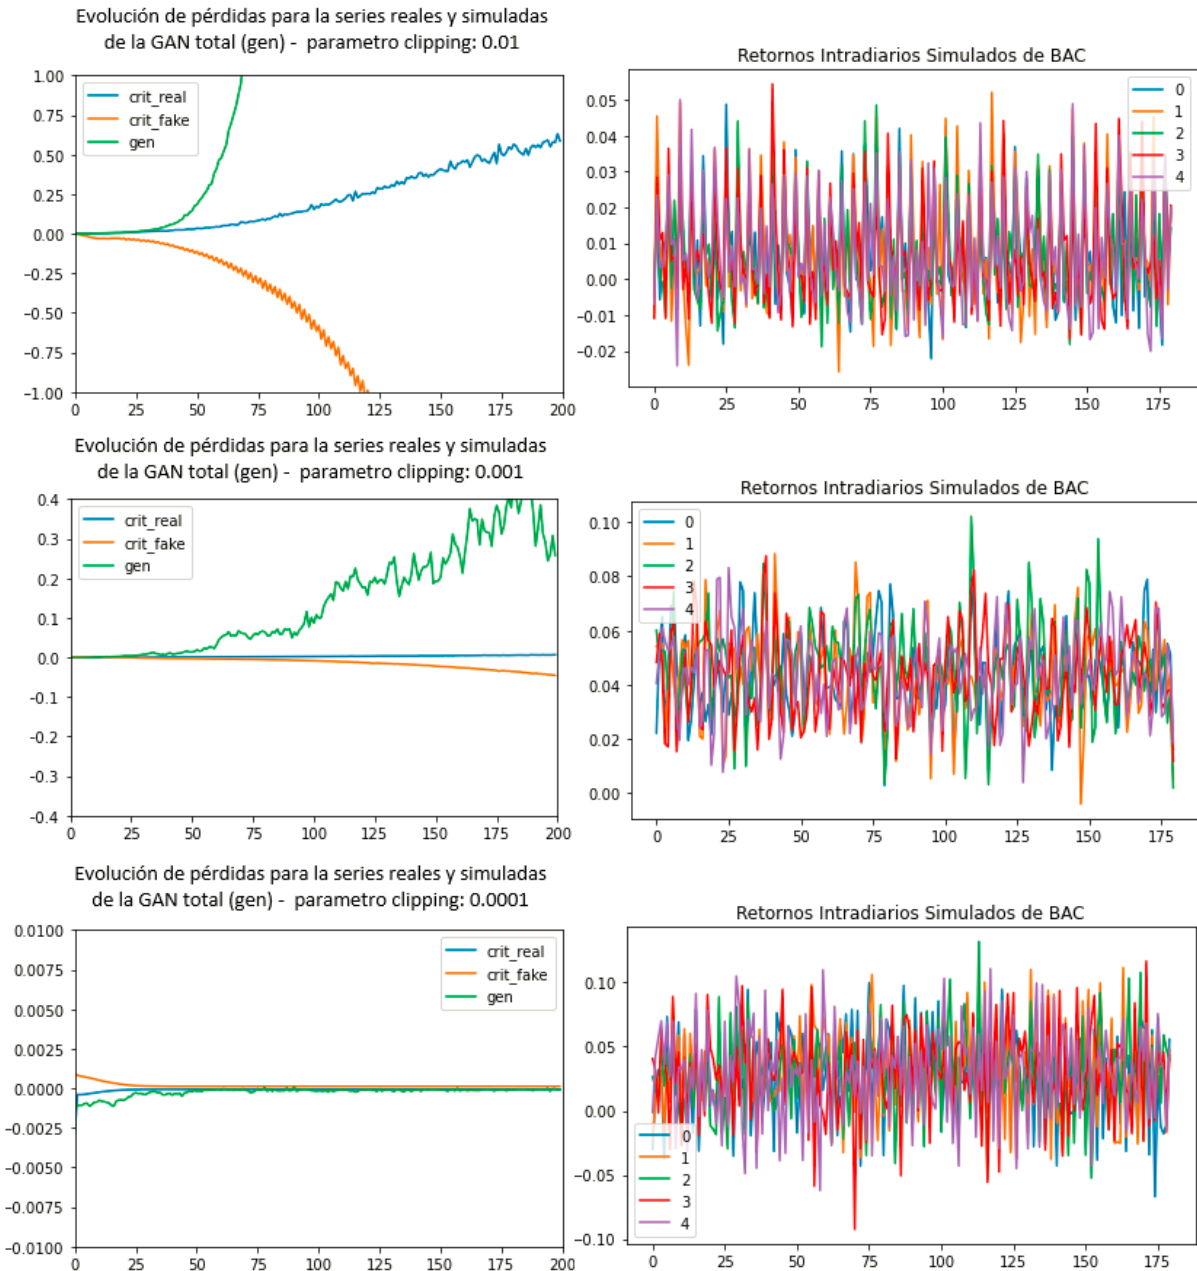 Evolución de pérdidas para la series reales y simuladas
de la GAN total (gen) - parametro clipping: 0.01
1.00
0.75
0.50
0.25
0.00
−0.25
−0.50
−0.75
−1.00
0 25 50 75 100 125 150 175 200
crit_real
crit_fake
gen
Retornos Intradiarios Simulados de BAC
0.05
0.04
0.03
0.02
0.01
0.00
−0.01
−0.02
0 25 50 75 100 125 150 175
0
1
2
3
4
Evolución de pérdidas para la series reales y simuladas
de la GAN total (gen) - parametro clipping: 0.001
0.4
0.3
0.2
0.1
0.0
−0.1
−0.2
−0.3
−0.4
0 25 50 75 100 125 150 175 200
crit_real
crit_fake
gen
Retornos Intradiarios Simulados de BAC
0.10
0.08
0.06
0.04
0.02
0.00
0 25 50 75 100 125 150 175
0
1
2
3
4
Evolución de pérdidas para la series reales y simuladas
de la GAN total (gen) - parametro clipping: 0.0001
0.0100
0.0075
0.0050
0.0025
0.0000
−0.0025
−0.0050
−0.0075
−0.0100
0 25 50 75 100 125 150 175 200
crit_real
crit_fake
gen
Retornos Intradiarios Simulados de BAC
0.10
0.05
0.00
−0.05
−0.10
0 25 50 75 100 125 150 175
0
1
2
3
4